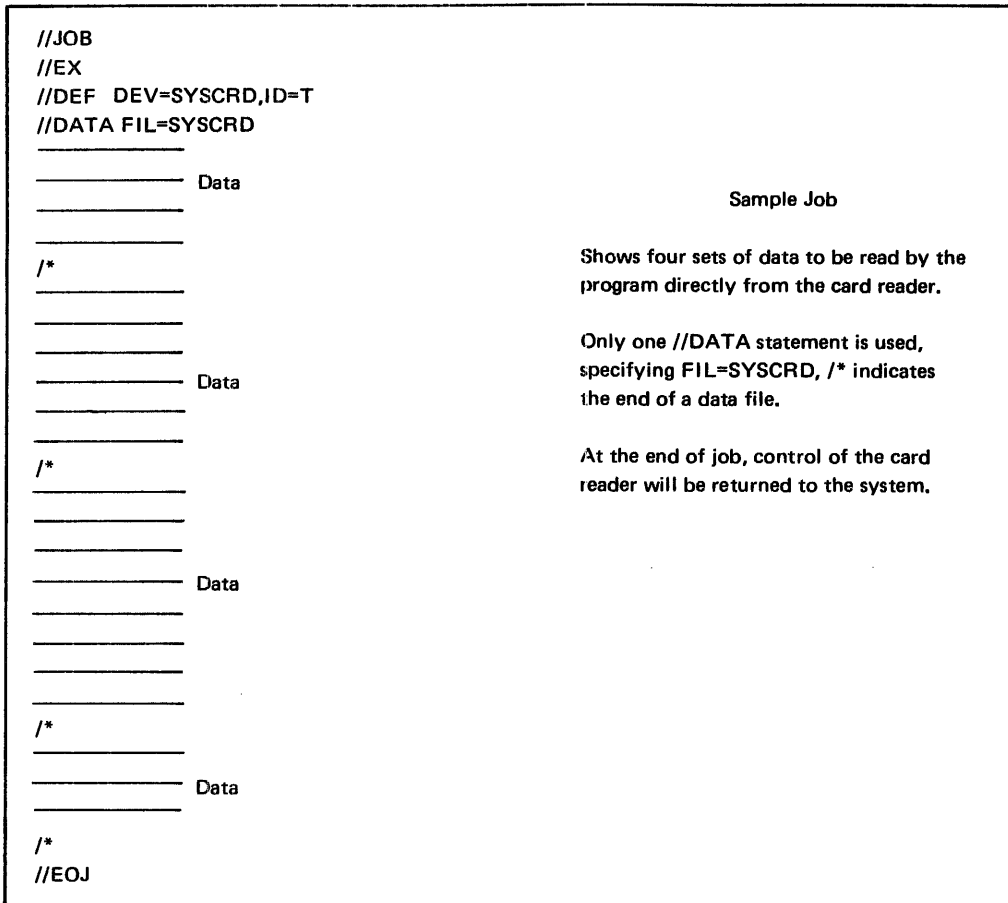 //JOB
//EX
//DEF DEV=SYSCRD,ID=T
//DATA FIL=SYSCRD
Data
/*
Data
/*
Data
/*
Data
/*
//EOJ
Sample Job
Shows four sets of data to be read by the
program directly from the card reader.
Only one //DATA statement is used,
specifying FIL=SYSCRD, /* indicates
the end of a data file.
At the end of job, control of the card
reader will be returned to the system.